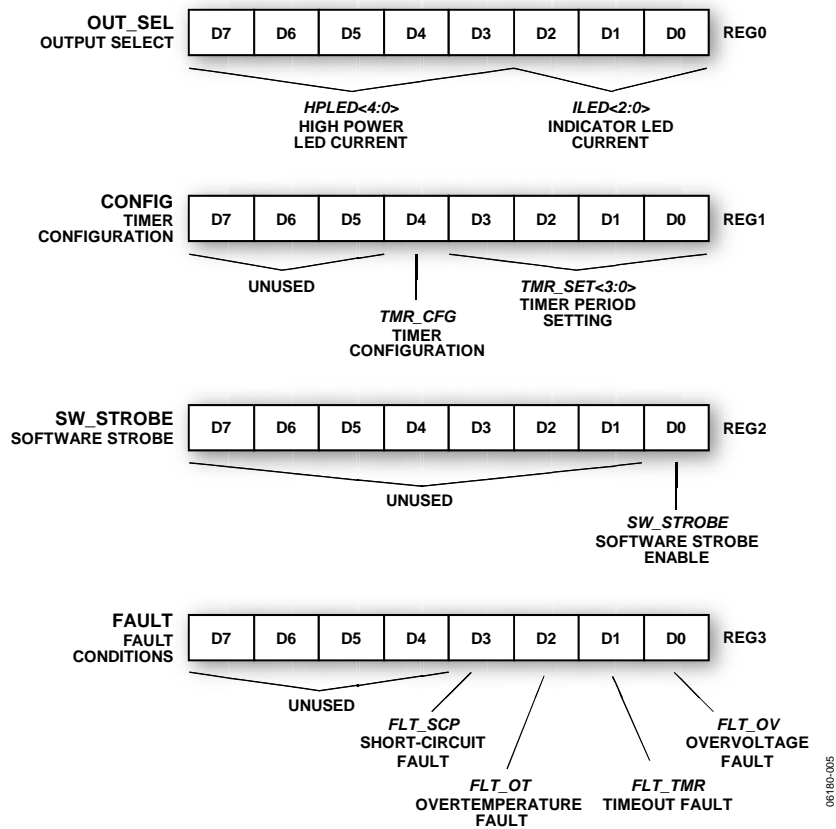 OUT_SEL
OUTPUT SELECT
D7 D6 D5 D4 D3 D2 D1 D0
REG0
HPLED<4:0>
HIGH POWER
LED CURRENT
ILED<2:0>
INDICATOR LED
CURRENT
CONFIG
TIMER
CONFIGURATION
D7 D6 D5 D4 D3 D2 D1 D0
REG1
UNUSED
TMR_CFG
TIMER
CONFIGURATION
TMR_SET<3:0>
TIMER PERIOD
SETTING
SW_STROBE
SOFTWARE STROBE
D7 D6 D5 D4 D3 D2 D1 D0
REG2
UNUSED
SW_STROBE
SOFTWARE STROBE
ENABLE
FAULT
FAULT
CONDITIONS
D7 D6 D5 D4 D3 D2 D1 D0
REG3
UNUSED
FLT_SCP
SHORT-CIRCUIT
FAULT
FLT_OT
OVERTEMPERATURE
FAULT
FLT_TMR
TIMEOUT FAULT
FLT_OV
OVERVOLTAGE
FAULT
06180-005